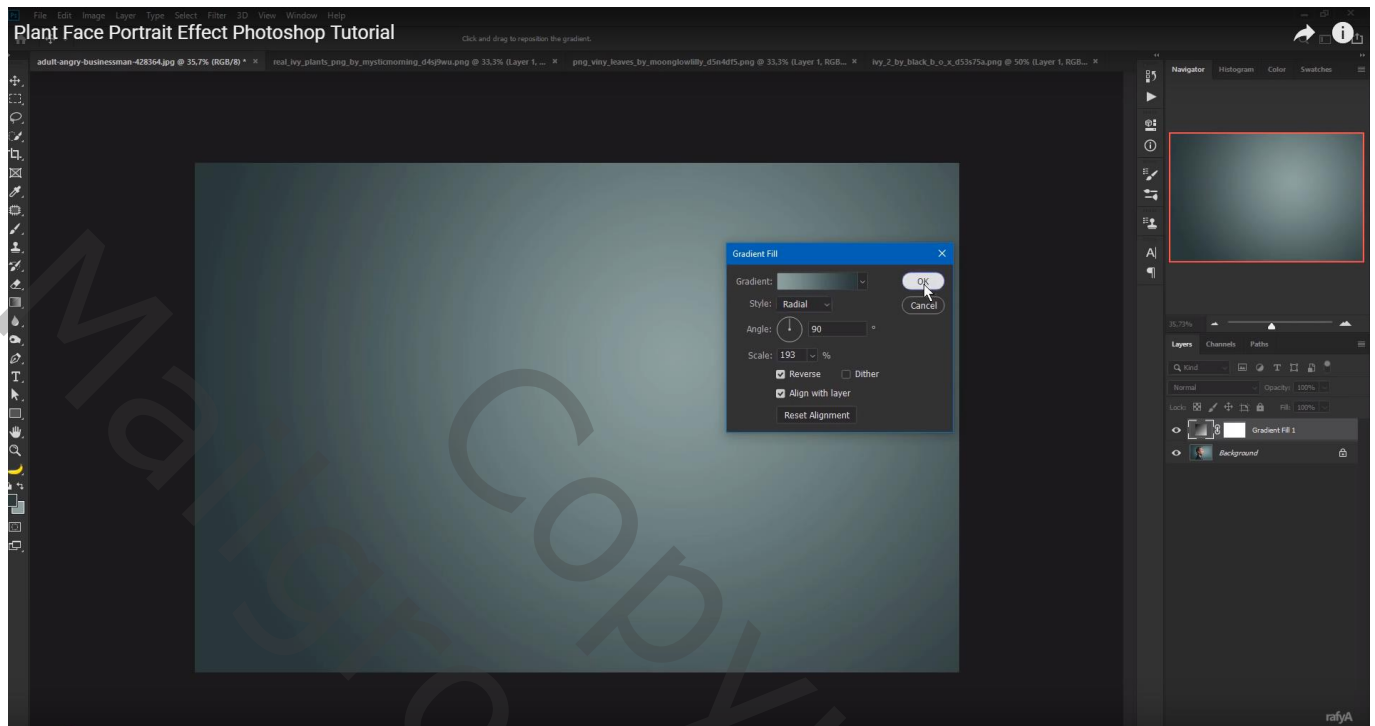 File Edit Image Layer Type Select Filter 3D View Window Help
Plant Face Portrait Effect Photoshop Tutorial
Click and drag to reposition the gradient.
adult-angry-businessman-428364.jpg @ 35,7% (RGB/8) * × real_ivy_plants_png_by_mysticmorning_d4sj9wu.png @ 33,3% (Layer 1, ... × png_viny_leaves_by_moonglowlilly_d5n4df5.png @ 33,3% (Layer 1, RGB... × ivy_2_by_black_b_o_x_d53s75a.png @ 50% (Layer 1, RGB... ×
Navigator Histogram Color Swatches
Gradient Fill
Gradient: OK
Style: Radial Cancel
Angle: 90 °
Scale: 193 %
Reverse Dither
Align with layer
Reset Alignment
35,73%
Layers Channels Paths
Kind
Normal Opacity: 100%
Lock: Fill: 100%
Gradient Fill 1
Background
Copy
rafyA